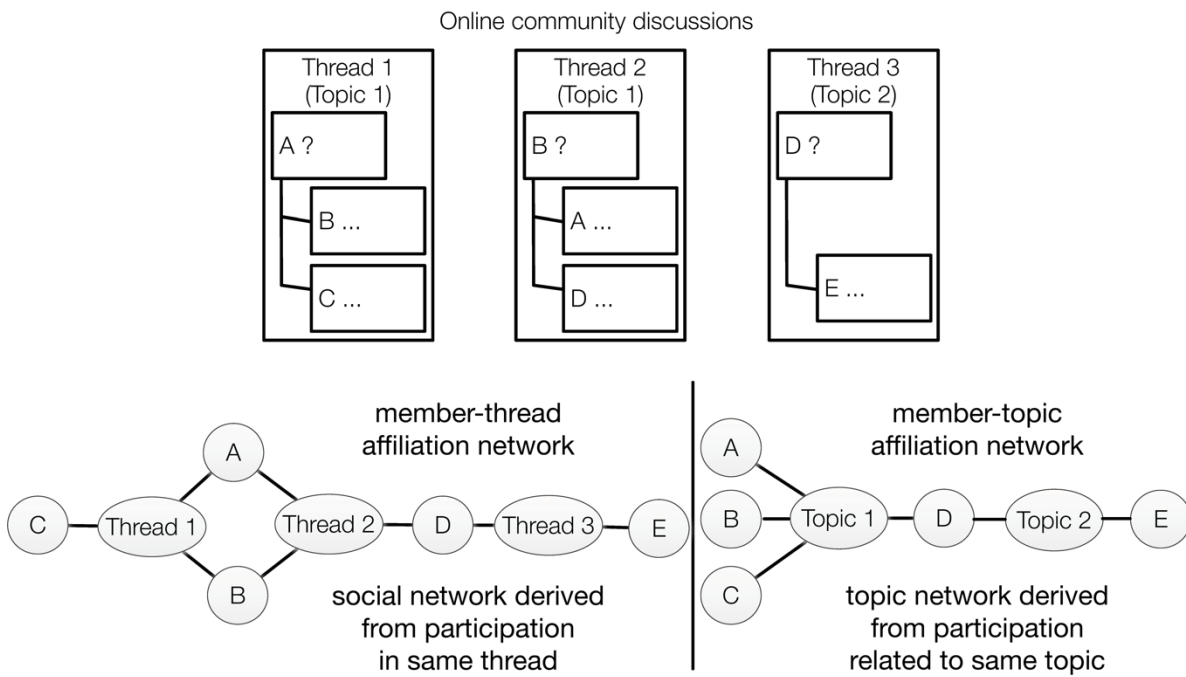 Online community discussions
Thread 1
(Topic 1)
A ?
B ...
C ...
Thread 2
(Topic 1)
B ?
A ...
D ...
Thread 3
(Topic 2)
D ?
E ...
member-thread
affiliation network
A
C
Thread 1
Thread 2
D
Thread 3
E
B
social network derived
from participation
in same thread
member-topic
affiliation network
A
B
Topic 1
D
Topic 2
E
C
topic network derived
from participation
related to same topic